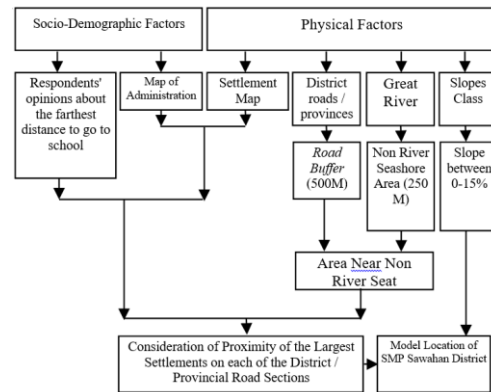 Socio-Demographic Factors
Physical Factors
Respondents'
opinions about
the farthest
distance to go to
school
Map of
Administration
Settlement
Map
District
roads /
provinces
Great
River
Slopes
Class
Road
Buffer
(500M)
Non River
Seashore
Area (250
M)
Slope
between
0-15%
Area Near Non
River Seat
Consideration of Proximity of the Largest
Settlements on each of the District /
Provincial Road Sections
Model Location of
SMP Sawahan District